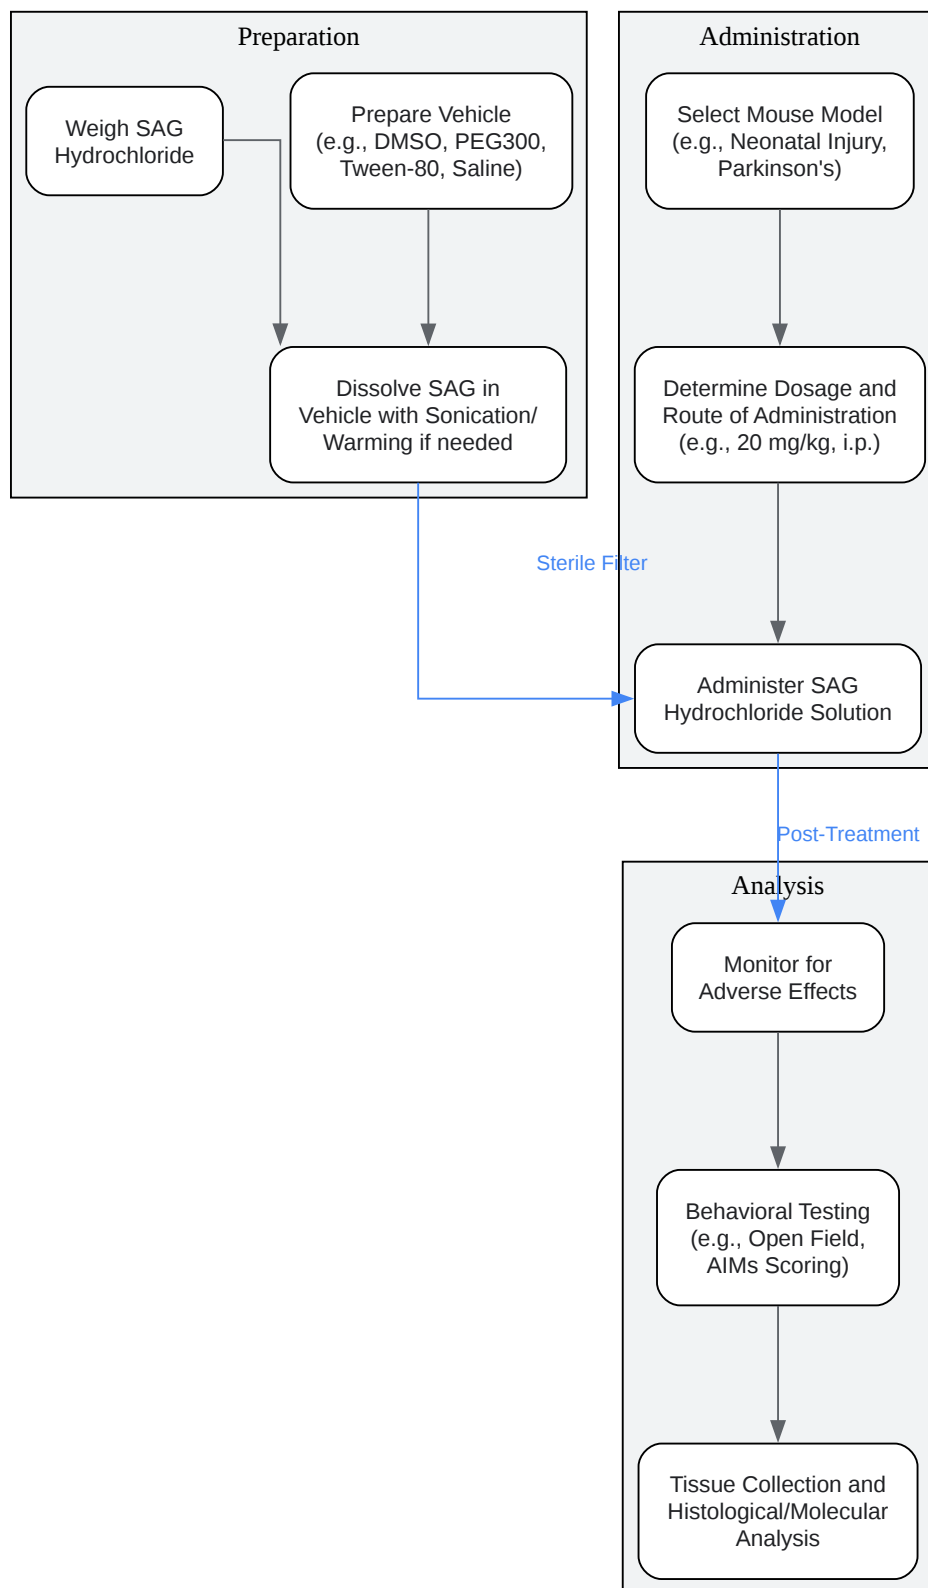 Preparation
Weigh SAG
Hydrochloride
Prepare Vehicle
(e.g., DMSO, PEG300,
Tween-80, Saline)
Dissolve SAG in
Vehicle with Sonication/
Warming if needed
Sterile Filter
Administration
Select Mouse Model
(e.g., Neonatal Injury,
Parkinson's)
Determine Dosage and
Route of Administration
(e.g., 20 mg/kg, i.p.)
Administer SAG
Hydrochloride Solution
Post-Treatment
Analysis
Monitor for
Adverse Effects
Behavioral Testing
(e.g., Open Field,
AIMs Scoring)
Tissue Collection and
Histological/Molecular
Analysis